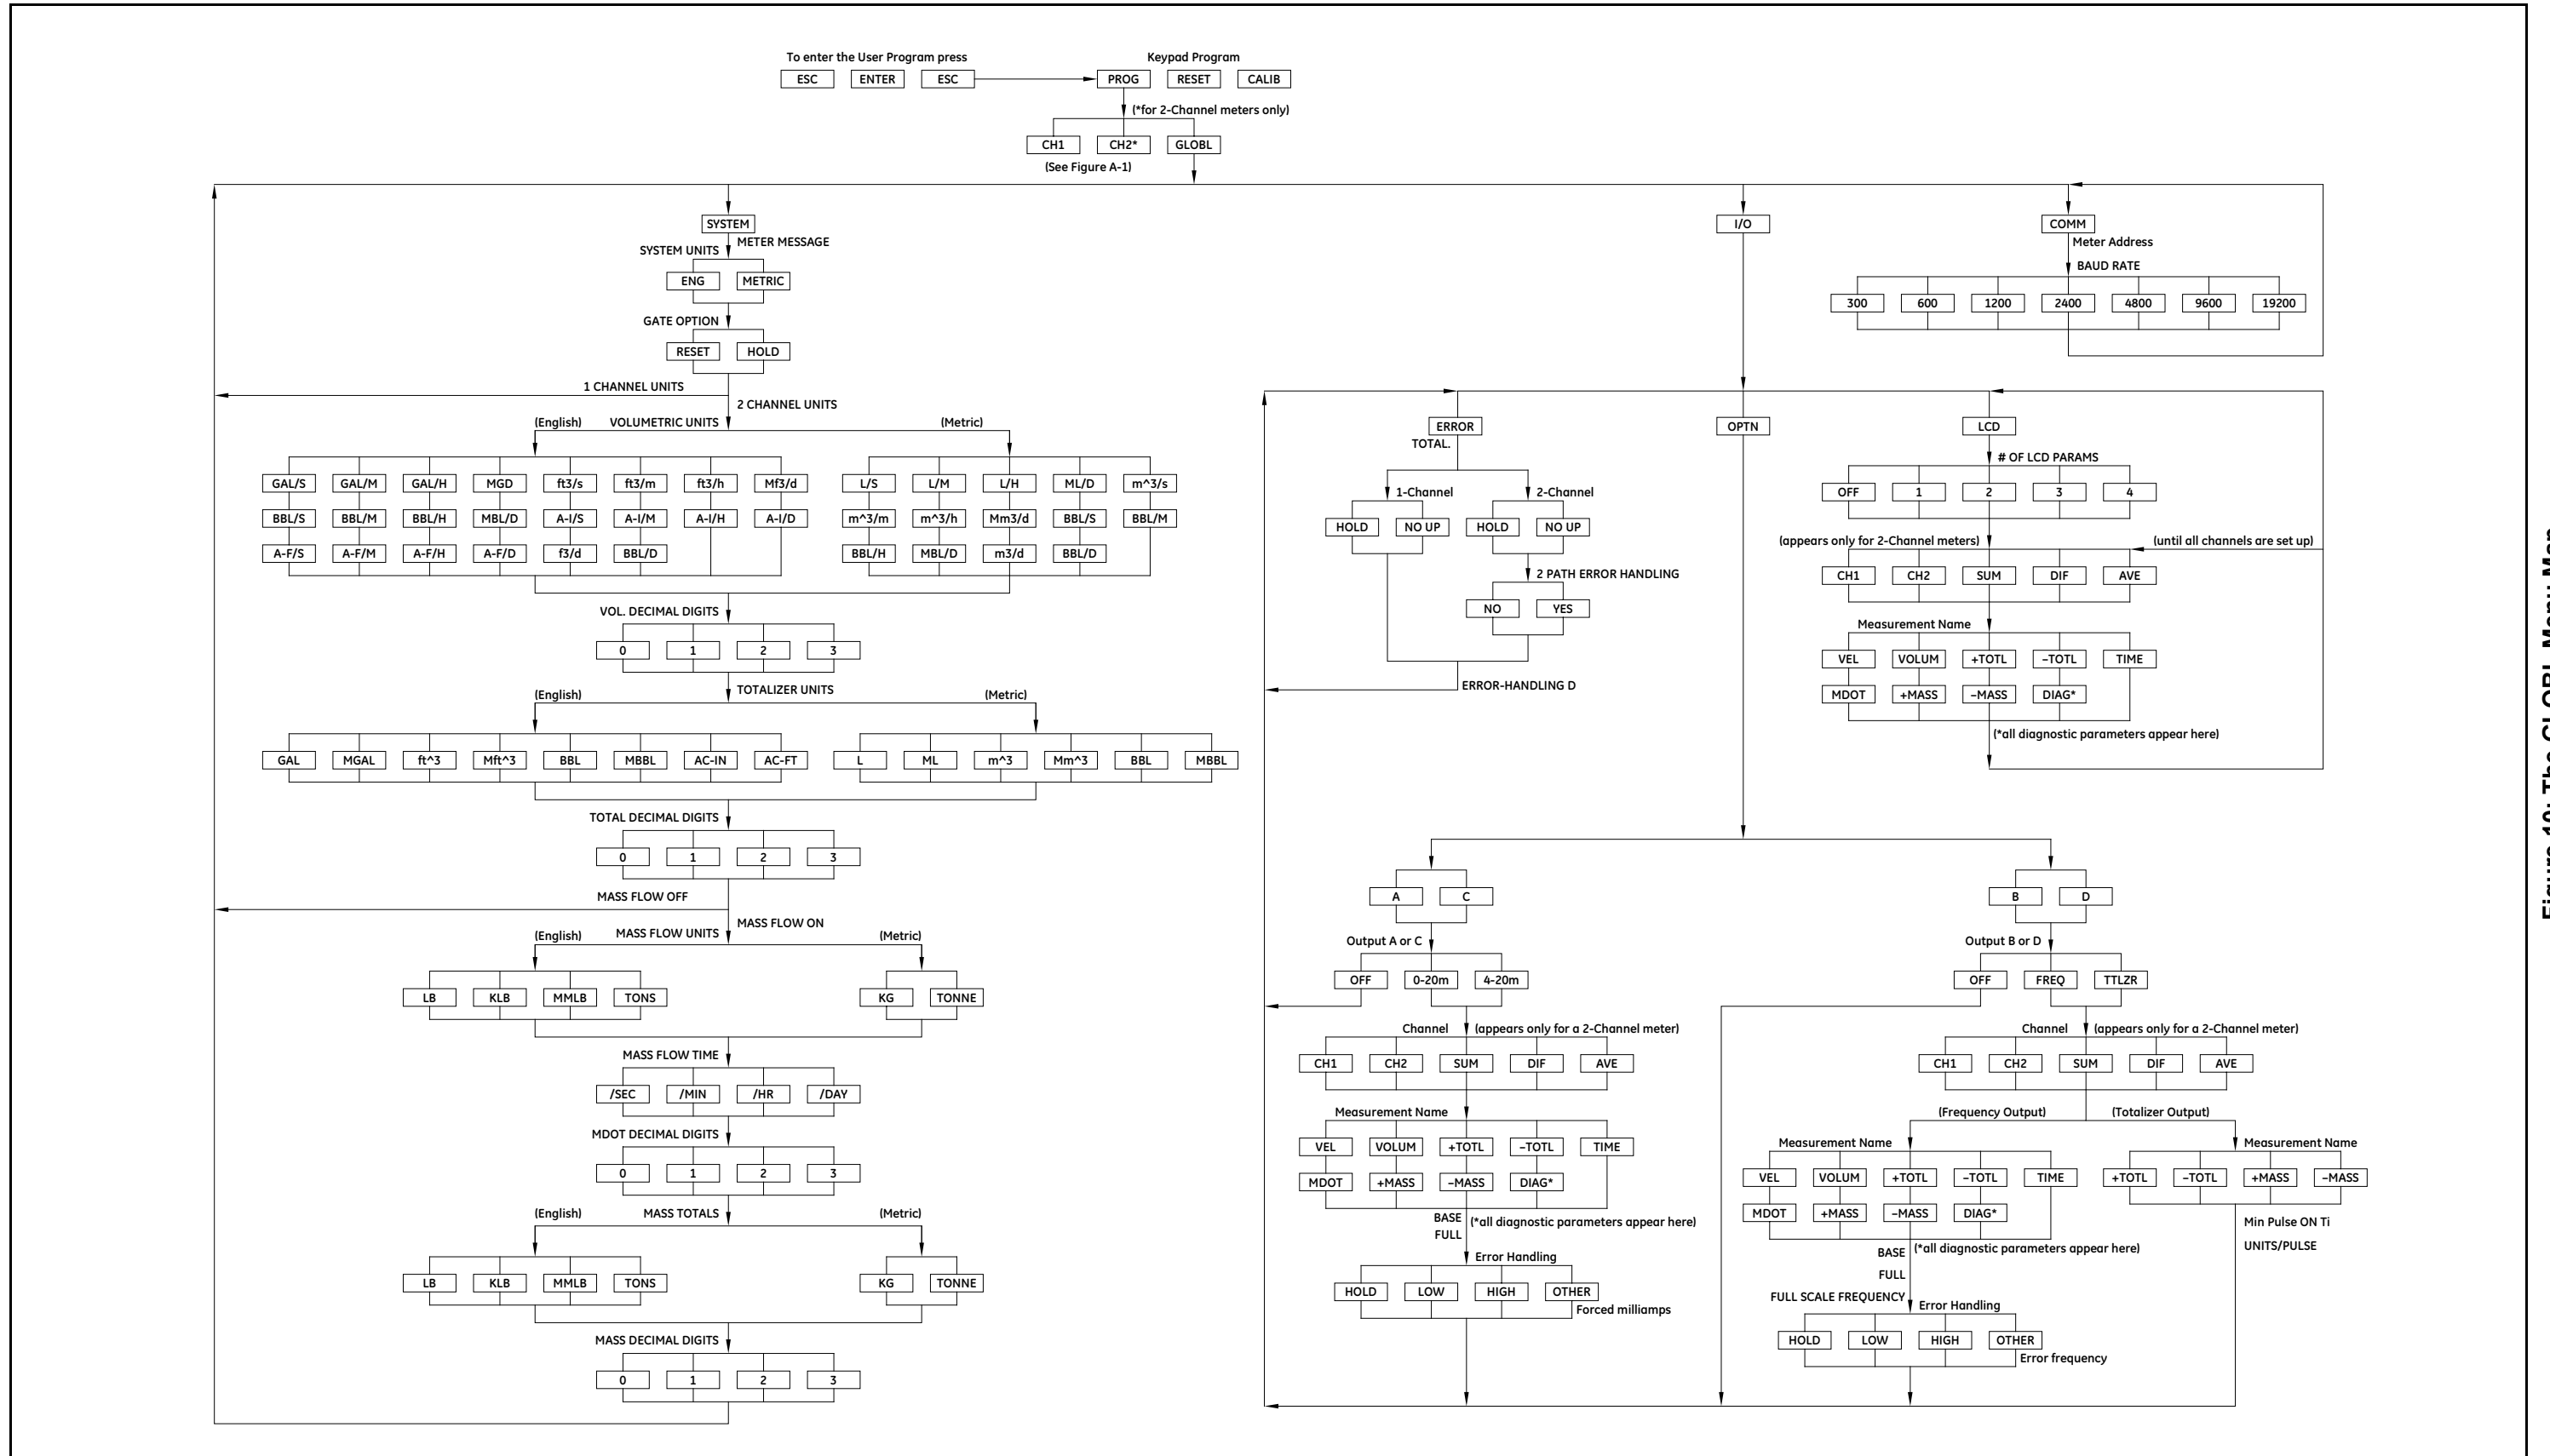 To enter the User Program press
Keypad Program
ESC ENTER ESC PROG RESET CALIB
(*for 2-Channel meters only)
CH1 CH2* GLOBL
(See Figure A-1)
SYSTEM
METER MESSAGE
SYSTEM UNITS
ENG METRIC
GATE OPTION
RESET HOLD
1 CHANNEL UNITS
2 CHANNEL UNITS
(English) VOLUMETRIC UNITS (Metric)
GAL/S GAL/M GAL/H MGD ft3/s ft3/m ft3/h Mf3/d
BBL/S BBL/M BBL/H MBL/D A-I/S A-I/M A-I/H A-I/D
A-F/S A-F/M A-F/H A-F/D f3/d BBL/D
L/S L/M L/H ML/D m^3/s
m^3/m m^3/h Mm3/d BBL/S BBL/M
BBL/H MBL/D m3/d BBL/D
VOL. DECIMAL DIGITS
0 1 2 3
(English) TOTALIZER UNITS (Metric)
GAL MGAL ft^3 Mft^3 BBL MBBL AC-IN AC-FT
L ML m^3 Mm^3 BBL MBBL
TOTAL DECIMAL DIGITS
0 1 2 3
MASS FLOW OFF
MASS FLOW ON
(English) MASS FLOW UNITS (Metric)
LB KLB MMLB TONS KG TONNE
MASS FLOW TIME
/SEC /MIN /HR /DAY
MDOT DECIMAL DIGITS
0 1 2 3
(English) MASS TOTALS (Metric)
LB KLB MMLB TONS KG TONNE
MASS DECIMAL DIGITS
0 1 2 3
I/O
COMM
Meter Address
BAUD RATE
300 600 1200 2400 4800 9600 19200
ERROR OPTN LCD
TOTAL.
1-Channel 2-Channel
HOLD NO UP HOLD NO UP
2 PATH ERROR HANDLING
NO YES
ERROR-HANDLING D
# OF LCD PARAMS
OFF 1 2 3 4
(appears only for 2-Channel meters) (until all channels are set up)
CH1 CH2 SUM DIF AVE
Measurement Name
VEL VOLUM +TOTL –TOTL TIME
MDOT +MASS –MASS DIAG*
(*all diagnostic parameters appear here)
A C
Output A or C
OFF 0-20m 4-20m
Channel (appears only for a 2-Channel meter)
CH1 CH2 SUM DIF AVE
Measurement Name
VEL VOLUM +TOTL –TOTL TIME
MDOT +MASS –MASS DIAG*
BASE (*all diagnostic parameters appear here)
FULL
Error Handling
HOLD LOW HIGH OTHER
Forced milliamps
B D
Output B or D
OFF FREQ TTLZR
Channel (appears only for a 2-Channel meter)
CH1 CH2 SUM DIF AVE
(Frequency Output) (Totalizer Output)
Measurement Name
VEL VOLUM +TOTL –TOTL TIME
MDOT +MASS –MASS DIAG*
BASE (*all diagnostic parameters appear here)
FULL
FULL SCALE FREQUENCY
Error Handling
HOLD LOW HIGH OTHER
Error frequency
Measurement Name
+TOTL –TOTL +MASS –MASS
Min Pulse ON Ti
UNITS/PULSE
Figure 10: The GLOBL Menu Map